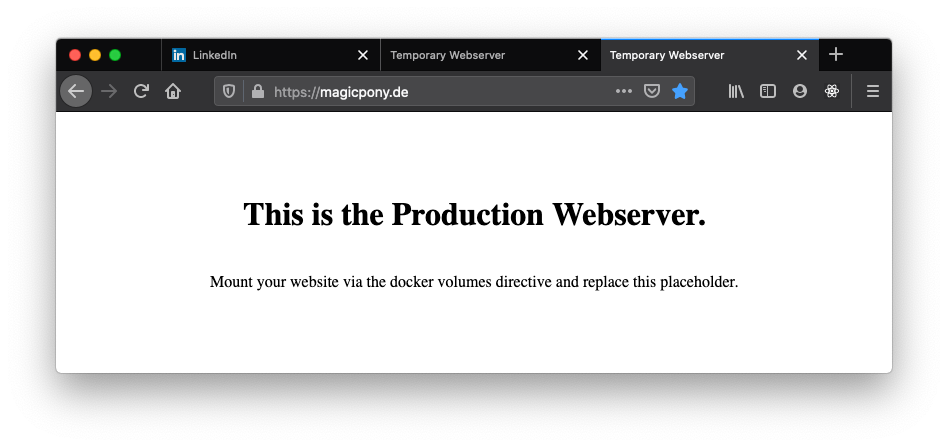 LinkedIn
Temporary Webserver
Temporary Webserver
https://magicpony.de
This is the Production Webserver.
Mount your website via the docker volumes directive and replace this placeholder.